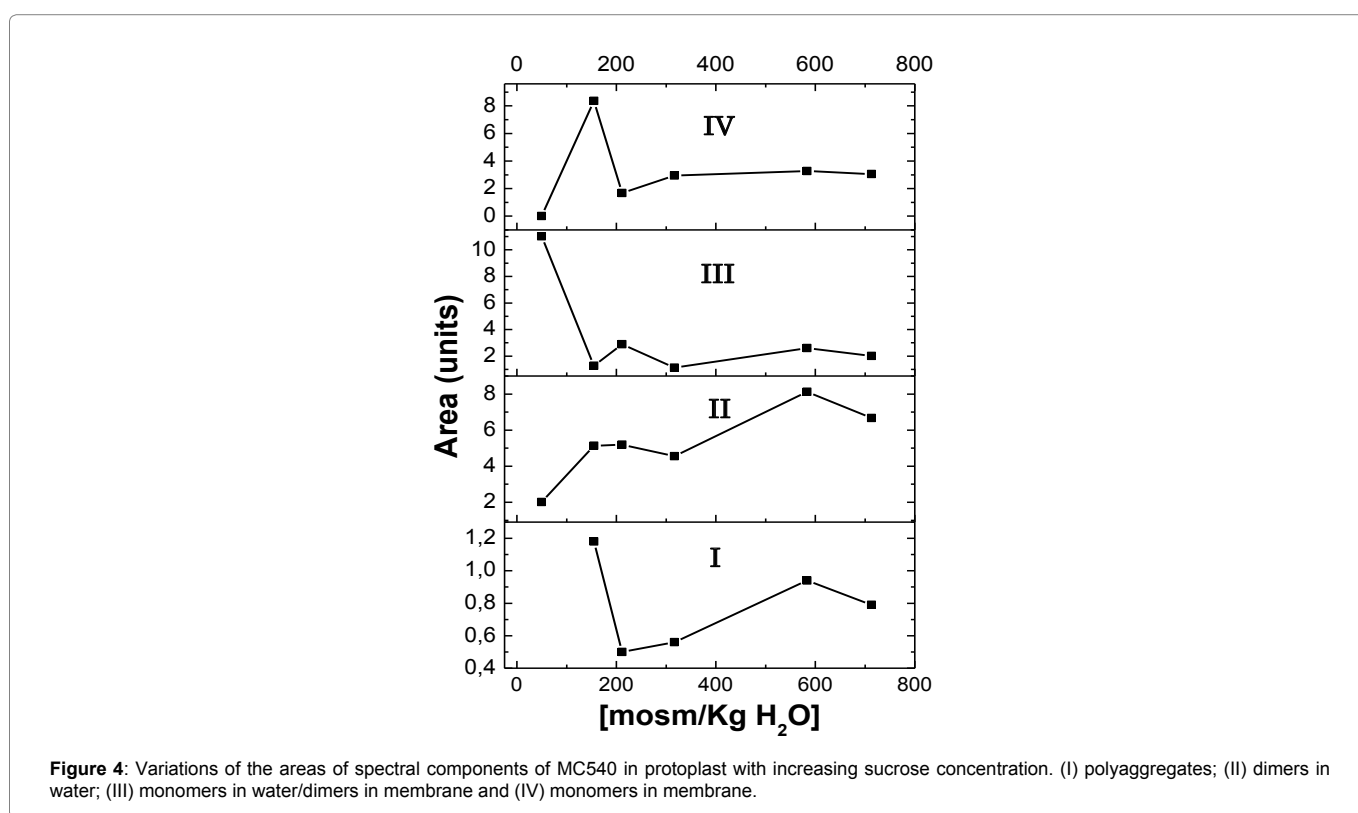 0 200 400 600 800
8
6
4
2
0
IV
10
8
6
4
2
III
8
6
4
2
II
1,2
1,0
0,8
0,6
0,4
I
Area (units)
0 200 400 600 800
[mosm/Kg H₂O]
Figure 4: Variations of the areas of spectral components of MC540 in protoplast with increasing sucrose concentration. (I) polyaggregates; (II) dimers in
water; (III) monomers in water/dimers in membrane and (IV) monomers in membrane.